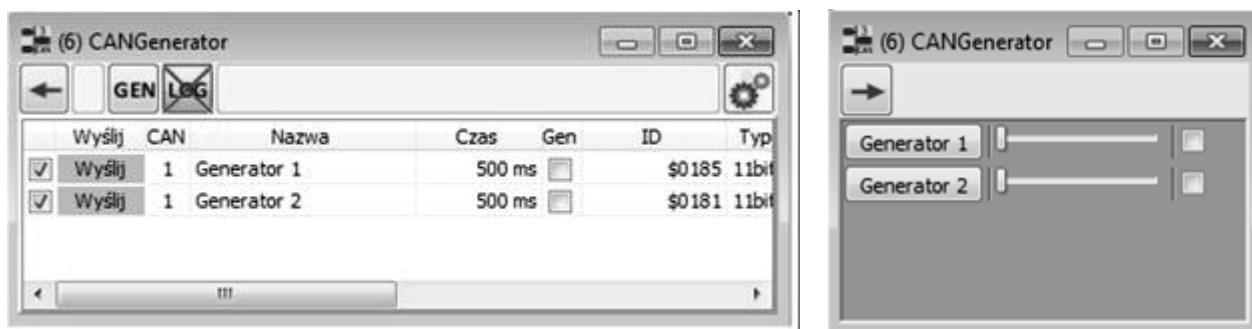 (6) CANGenerator
GEN LOG
Wyślij CAN Nazwa Czas Gen ID Typ
Wyślij 1 Generator 1 500 ms $0185 11bit
Wyślij 1 Generator 2 500 ms $0181 11bit
(6) CANGenerator
Generator 1
Generator 2